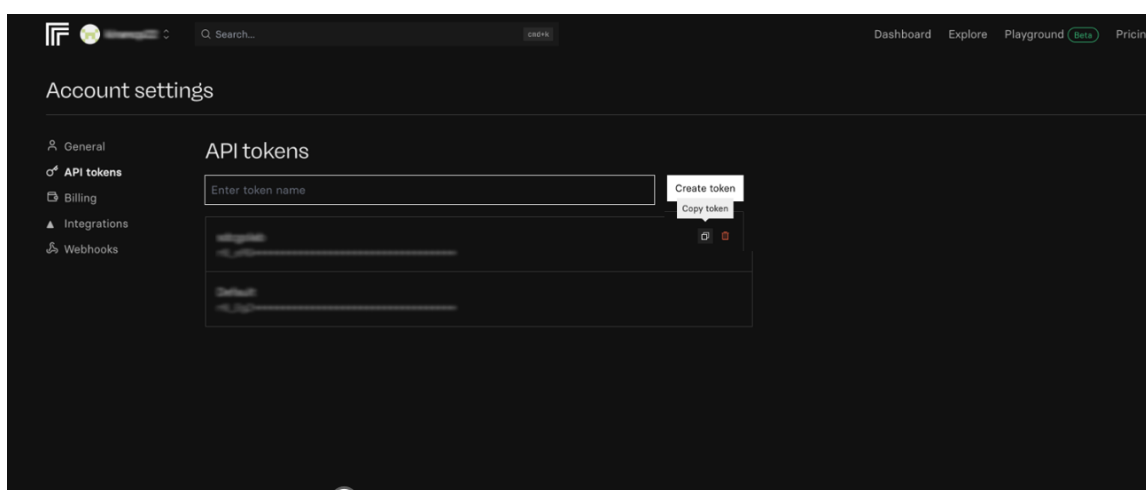 Search...
cmd+k
Dashboard Explore Playground Beta Pricin
Account settings
General
API tokens
Billing
Integrations
Webhooks
API tokens
Enter token name
Create token
Copy token